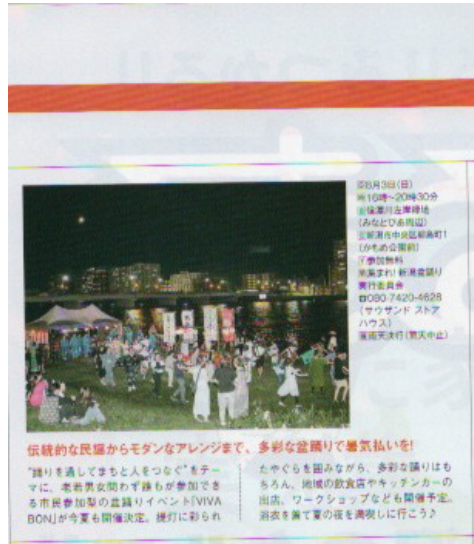 8月3日(日)
16時~20時30分
信濃川左岸緑地
(みなとぴあ周辺)
新潟市中央区柳島町1
(かもめ公園前)
参加無料
集まれ!新潟盆踊り
実行委員会
☎080-7420-4628
(サウザンド ストア
ハウス)
雨天決行(荒天中止)
伝統的な民謡からモダンなアレンジまで、多彩な盆踊りで暑気払いを!
“踊りを通してまちと人をつなぐ”をテー
マに、老若男女問わず誰もが参加でき
る市民参加型の盆踊りイベント「VIVA
BON」が今夏も開催決定。提灯に彩られ
たやぐらを囲みながら、多彩な踊りはも
ちろん、地域の飲食店やキッチンカーの
出店、ワークショップなども開催予定。
浴衣を着て夏の夜を満喫しに行こう♪